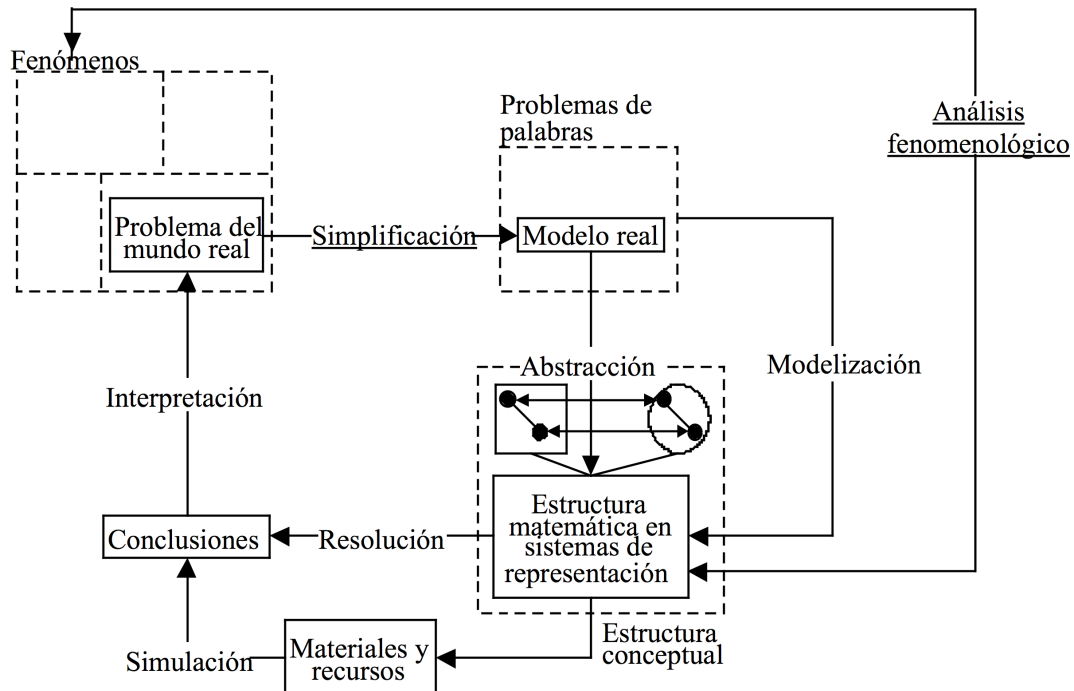 Fenómenos
Problemas de
palabras
Análisis
fenomenológico
Problema del
mundo real
Simplificación
Modelo real
Abstracción
Modelización
Interpretación
Estructura
matemática en
sistemas de
representación
Conclusiones
Resolución
Estructura
conceptual
Materiales y
recursos
Simulación